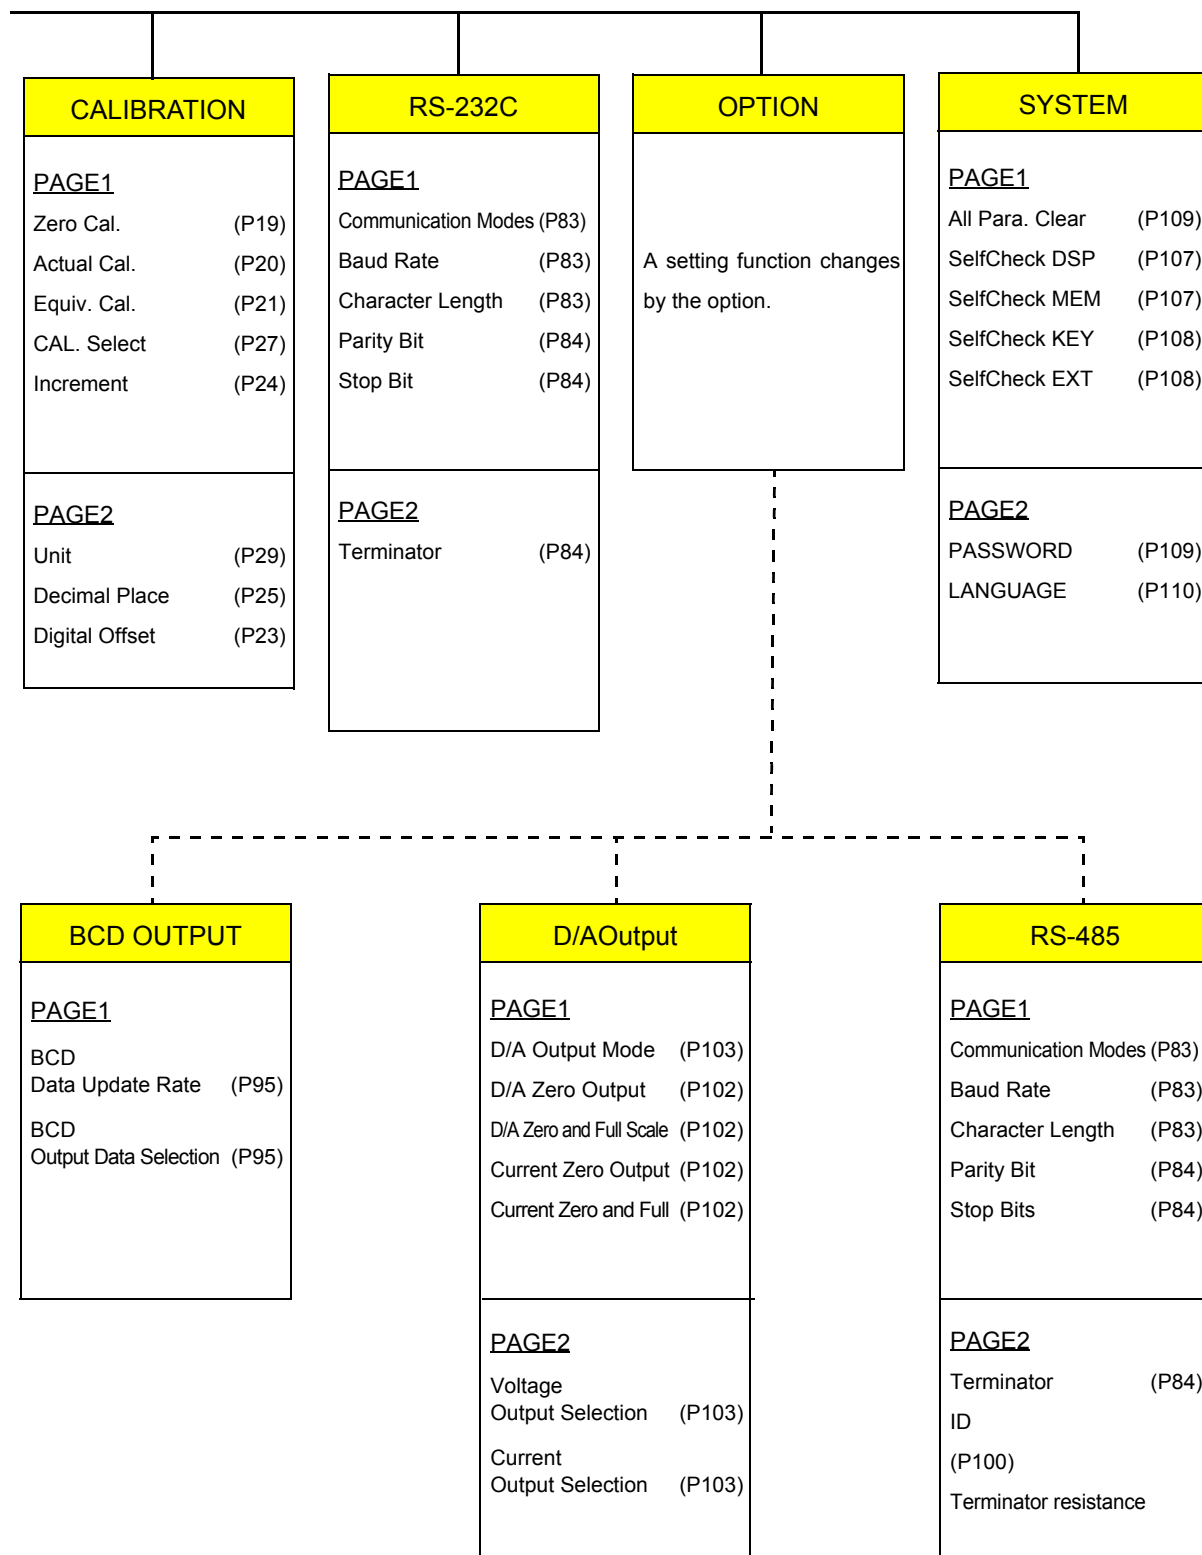 CALIBRATION
PAGE1
Zero Cal. (P19)
Actual Cal. (P20)
Equiv. Cal. (P21)
CAL. Select (P27)
Increment (P24)
PAGE2
Unit (P29)
Decimal Place (P25)
Digital Offset (P23)
RS-232C
PAGE1
Communication Modes (P83)
Baud Rate (P83)
Character Length (P83)
Parity Bit (P84)
Stop Bit (P84)
PAGE2
Terminator (P84)
OPTION
A setting function changes
by the option.
SYSTEM
PAGE1
All Para. Clear (P109)
SelfCheck DSP (P107)
SelfCheck MEM (P107)
SelfCheck KEY (P108)
SelfCheck EXT (P108)
PAGE2
PASSWORD (P109)
LANGUAGE (P110)
BCD OUTPUT
PAGE1
BCD
Data Update Rate (P95)
BCD
Output Data Selection (P95)
D/AOutput
PAGE1
D/A Output Mode (P103)
D/A Zero Output (P102)
D/A Zero and Full Scale (P102)
Current Zero Output (P102)
Current Zero and Full (P102)
PAGE2
Voltage
Output Selection (P103)
Current
Output Selection (P103)
RS-485
PAGE1
Communication Modes (P83)
Baud Rate (P83)
Character Length (P83)
Parity Bit (P84)
Stop Bits (P84)
PAGE2
Terminator (P84)
ID
(P100)
Terminator resistance